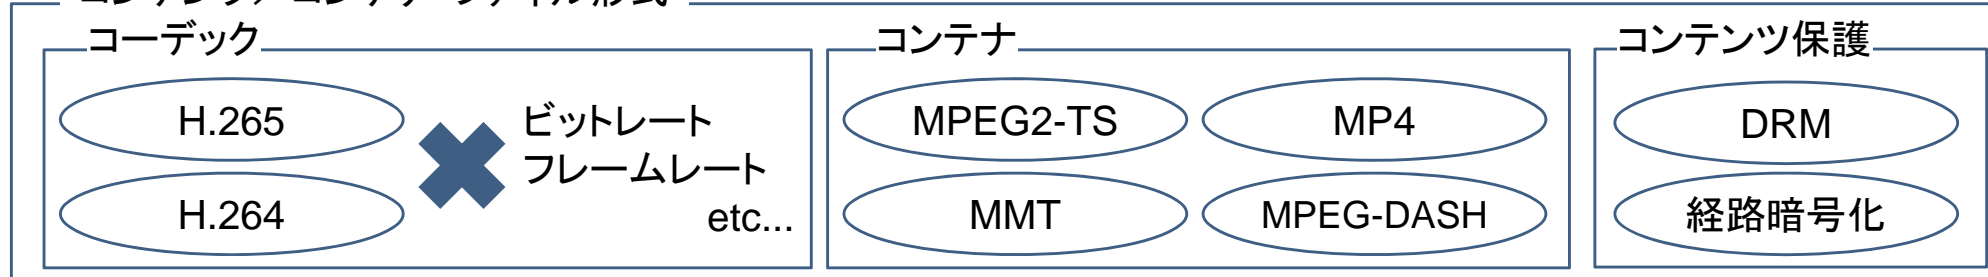 コーデック
H.265
H.264
ビットレート
フレームレート
etc...
コンテナ
MPEG2-TS
MP4
MMT
MPEG-DASH
コンテンツ保護
DRM
経路暗号化